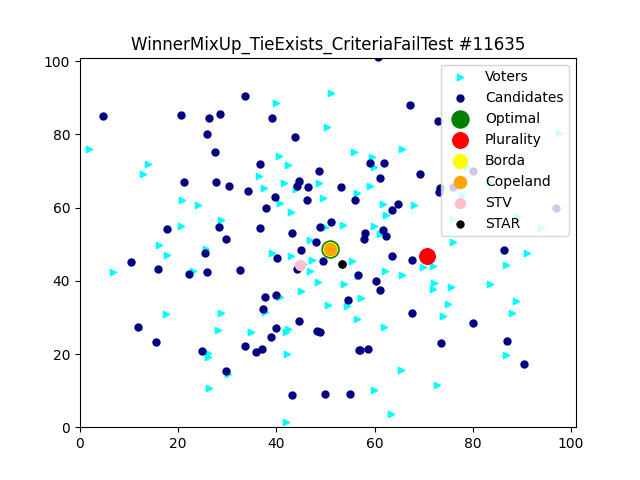 WinnerMixUp_TieExists_CriteriaFailTest #11635
100
80
60
40
20
0
0
20
40
60
80
100
Voters
Candidates
Optimal
Plurality
Borda
Copeland
STV
STAR